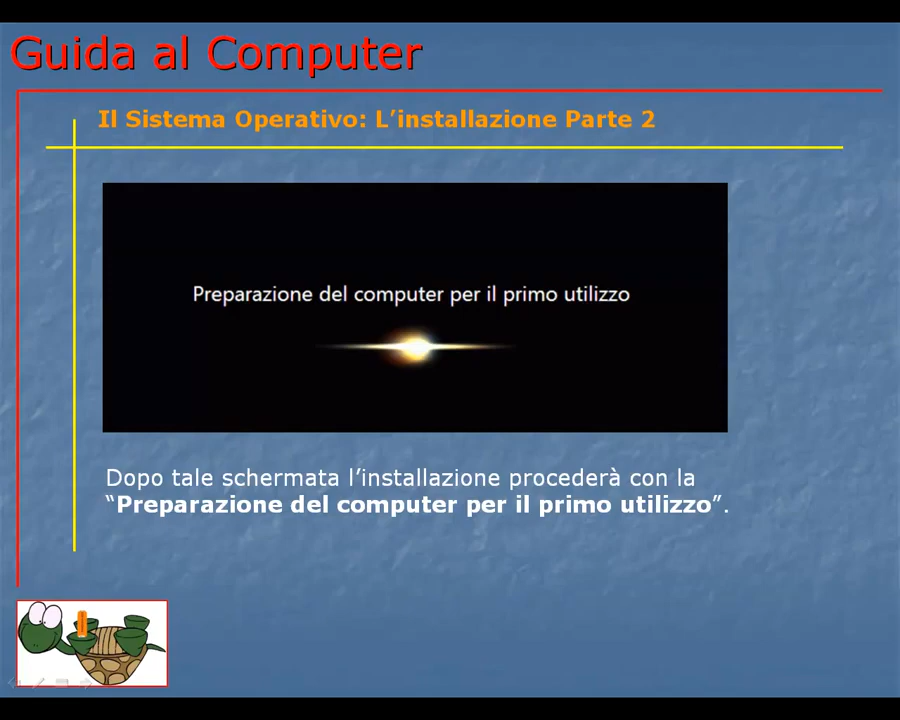 Guida al Computer
Il Sistema Operativo: L’installazione Parte 2
Preparazione del computer per il primo utilizzo
Dopo tale schermata l’installazione procederà con la
“Preparazione del computer per il primo utilizzo”.